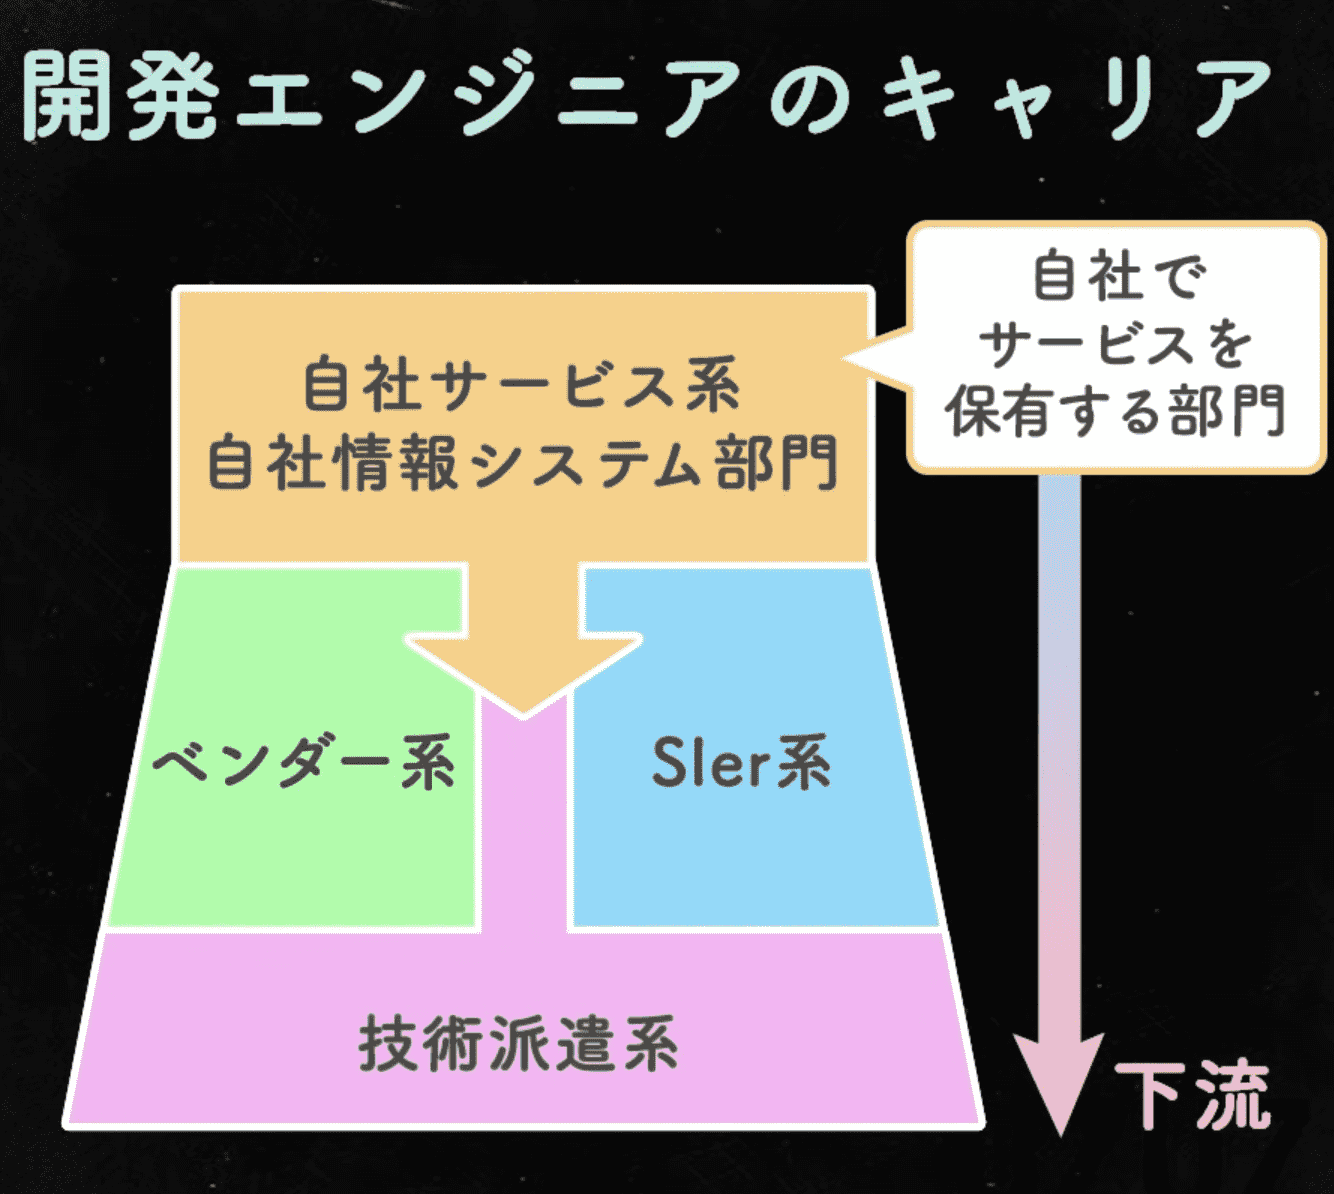 開発エンジニアのキャリア
自社で
サービスを
保有する部門
自社サービス系
自社情報システム部門
ベンダー系
SIer系
技術派遣系
下流